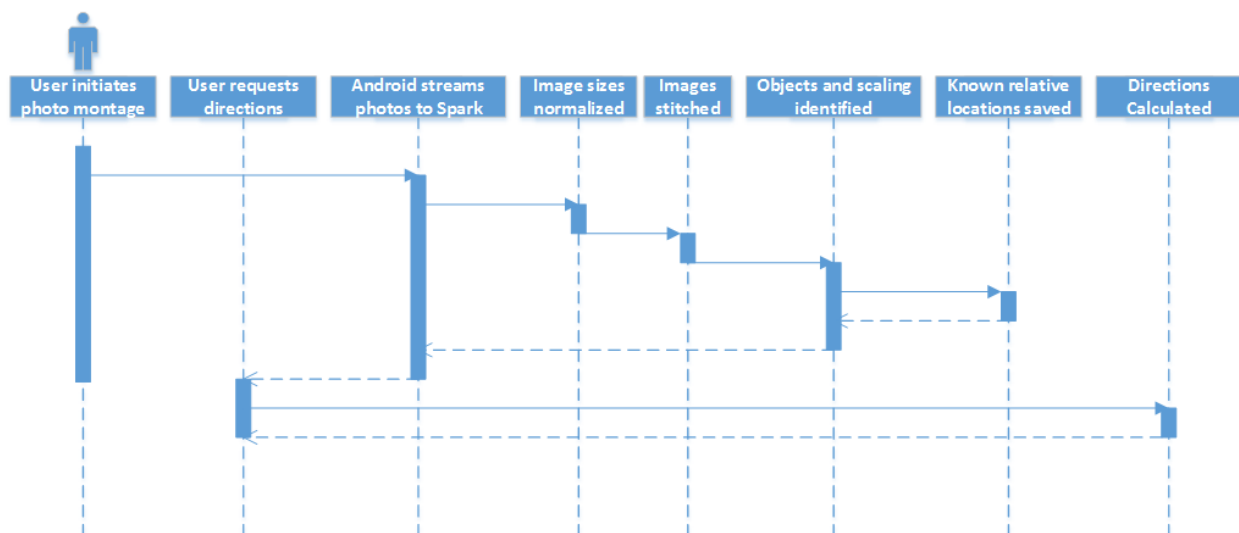 User initiates
photo montage
User requests
directions
Android streams
photos to Spark
Image sizes
normalized
Images
stitched
Objects and scaling
identified
Known relative
locations saved
Directions
Calculated